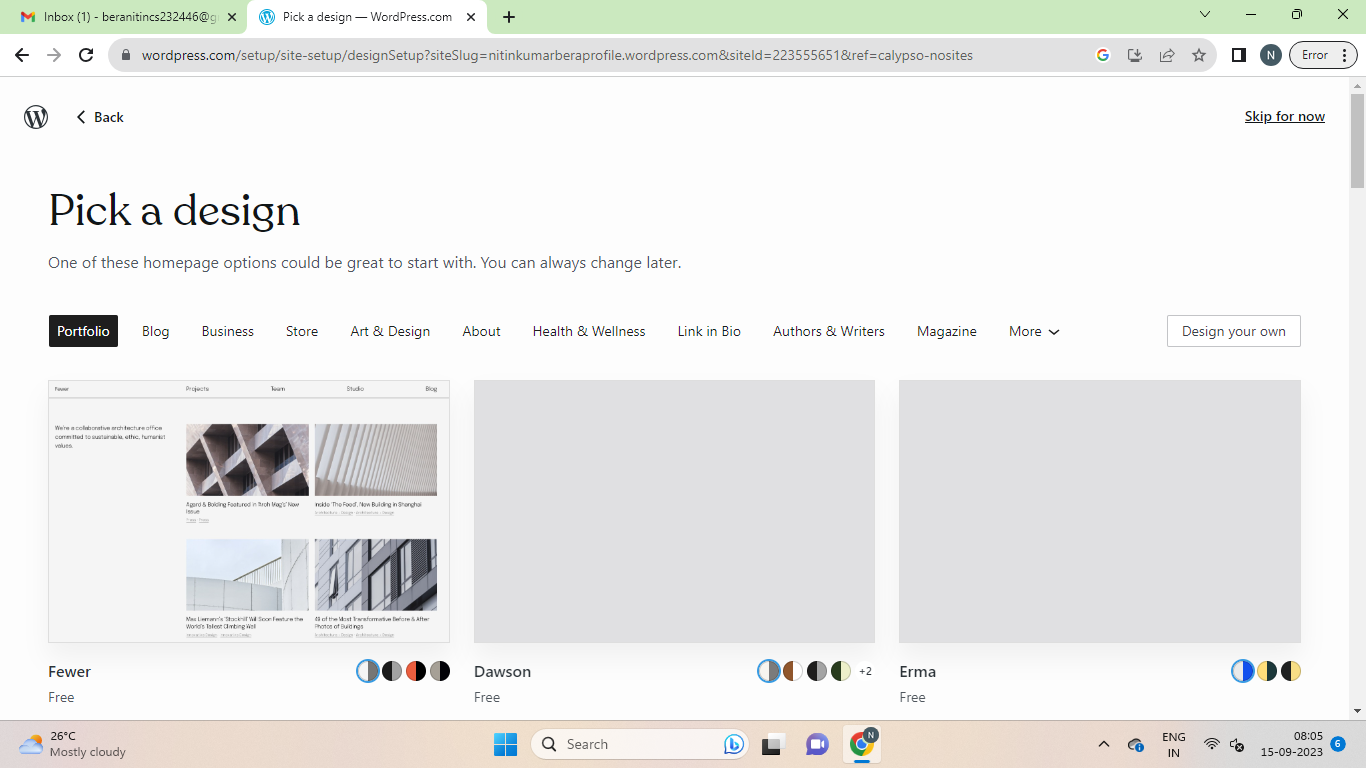 Inbox (1) - beranitincs232446@g
Pick a design — WordPress.com
wordpress.com/setup/site-setup/designSetup?siteSlug=nitinkumarberaprofile.wordpress.com&siteId=223555651&ref=calypso-nosites
N
Error
Back
Skip for now
Pick a design
One of these homepage options could be great to start with. You can always change later.
Portfolio
Blog
Business
Store
Art & Design
About
Health & Wellness
Link in Bio
Authors & Writers
Magazine
More
Design your own
Fewer
Projects
Team
Studio
Blog
We're a collaborative architecture office
committed to sustainable, ethic, humanist
values.
Agard & Bolding Featured in 'Arch Mag's' New
Issue
Inside 'The Feed', New Building in Shanghai
Max Liemann's 'StockHill' Will Soon Feature the
World's Tallest Climbing Wall
49 of the Most Transformative Before & After
Photos of Buildings
Fewer
Free
Dawson
+2
Free
Erma
Free
26°C
Mostly cloudy
Search
N
ENG
IN
08:05
15-09-2023
6